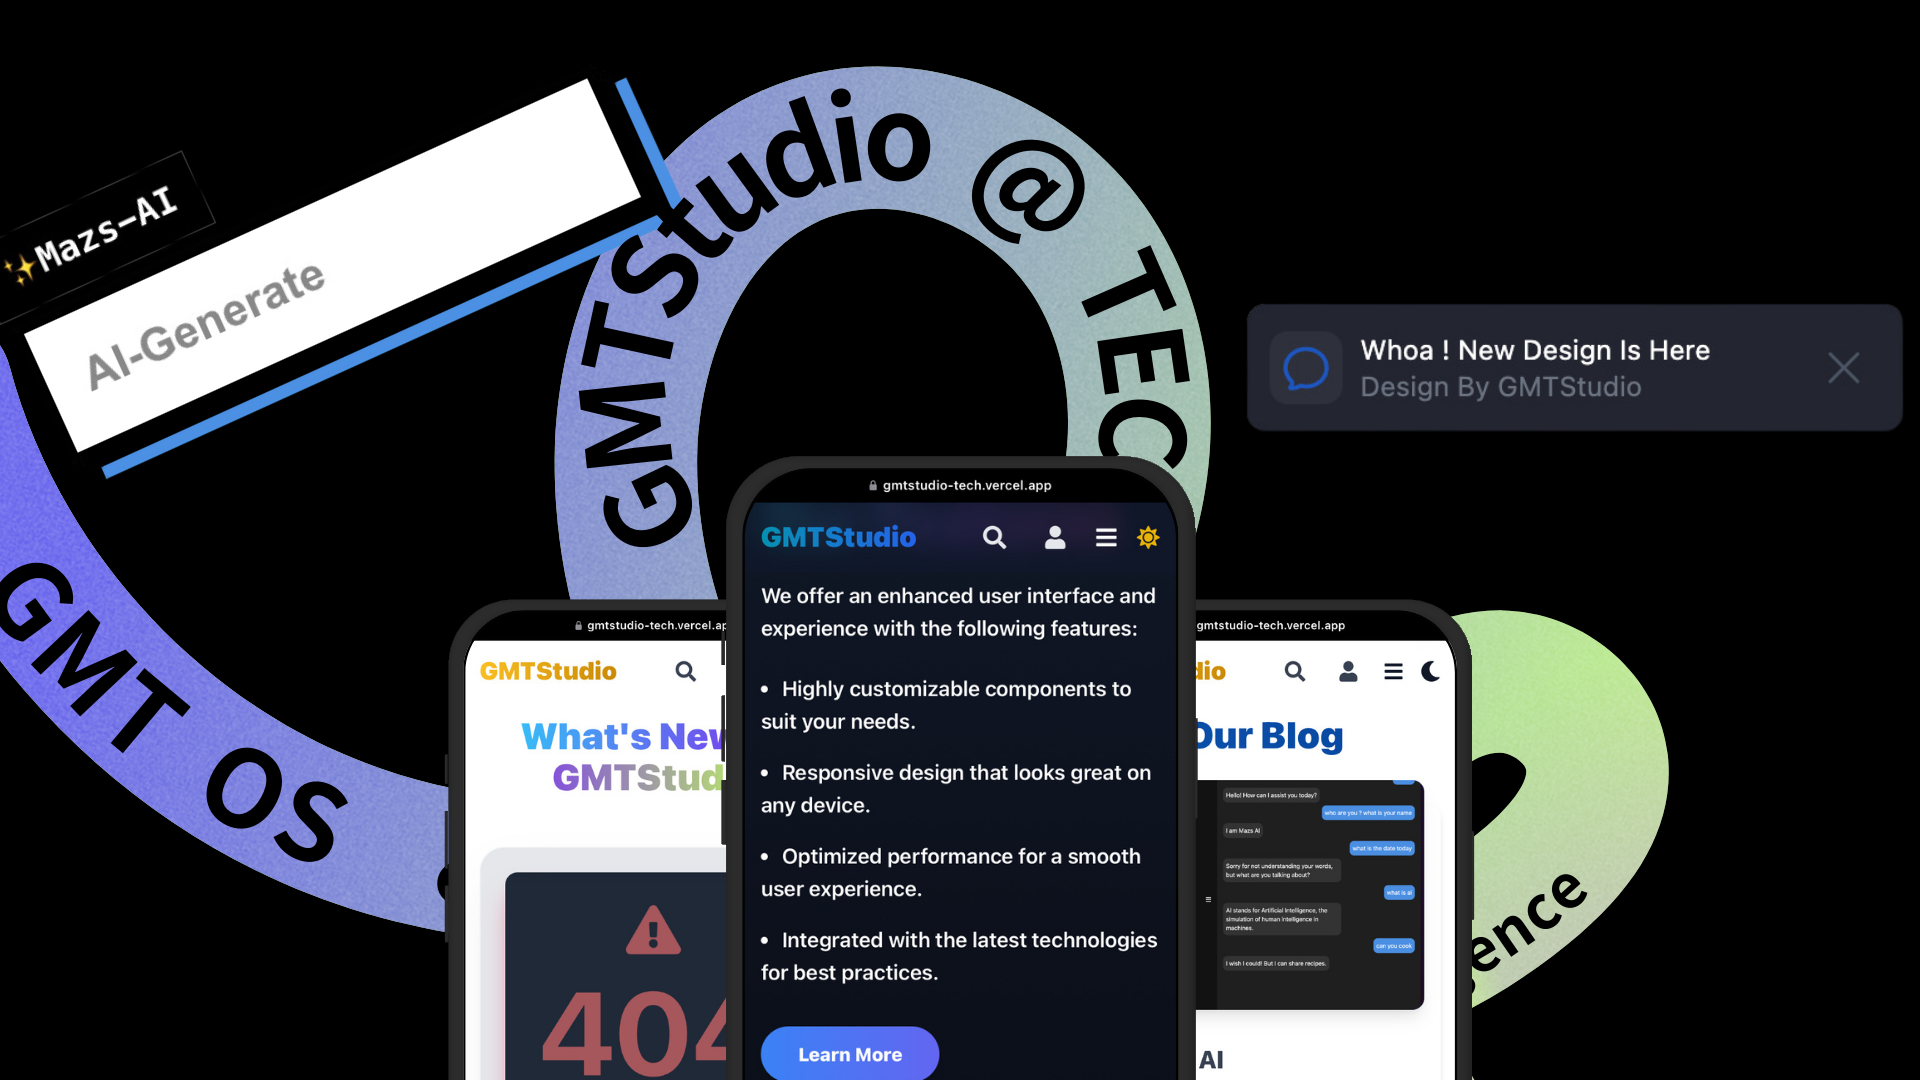 ✨Mazs-AI
AI-Generate
GMTStudio @ TEC
GMT OS
Whoa ! New Design Is Here
Design By GMTStudio
gmtstudio-tech.vercel.app
GMTStudio
We offer an enhanced user interface and
experience with the following features:
• Highly customizable components to
suit your needs.
• Responsive design that looks great on
any device.
• Optimized performance for a smooth
user experience.
• Integrated with the latest technologies
for best practices.
Learn More
gmtstudio-tech.vercel.ap
GMTStudio
What's New
GMTStud
404
gmtstudio-tech.vercel.app
dio
Our Blog
Hello! How can I assist you today?
who are you ? what is your name
I am Mazs AI
what is the date today
Sorry for not understanding your words,
but what are you talking about?
what is ai
AI stands for Artificial Intelligence, the
simulation of human intelligence in
machines.
can you cook
I wish I could! But I can share recipes.
AI
ence